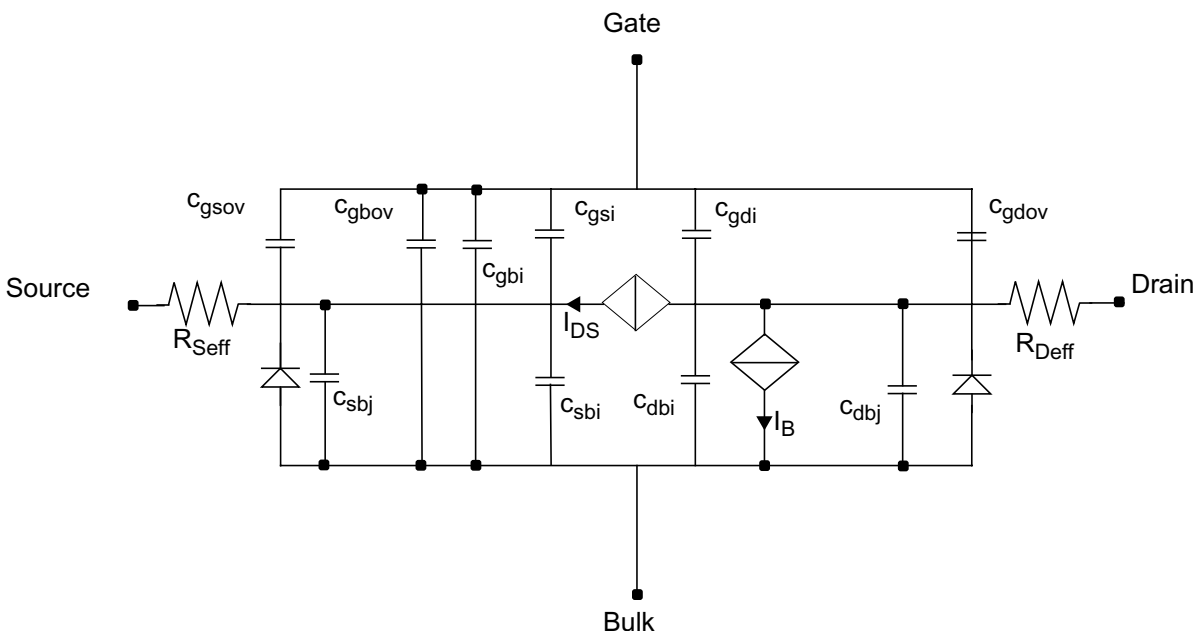 Gate
c_gsov
c_gbov
c_gsi
c_gdi
c_gdov
c_gbi
Source
Drain
R_Seff
I_DS
R_Deff
c_sbj
c_sbi
c_dbi
c_dbj
I_B
Bulk